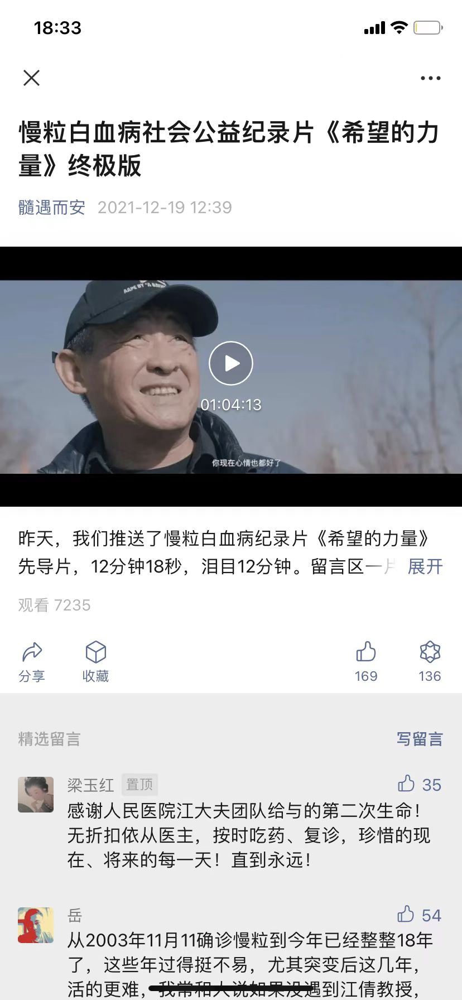 18:33
慢粒白血病社会公益纪录片《希望的力
量》终极版
髓遇而安 2021-12-19 12:39
AAPE BY *A BATHING
01:04:13
你现在心情也都好了
昨天，我们推送了慢粒白血病纪录片《希望的力量》
先导片，12分钟18秒，泪目12分钟。留言区一片 展开
观看 7235
分享 收藏 169 136
精选留言 写留言
梁玉红 置顶 35
感谢人民医院江大夫团队给与的第二次生命！
无折扣依从医主，按时吃药、复诊，珍惜的现
在、将来的每一天！直到永远！
岳 54
从2003年11月11确诊慢粒到今年已经整整18年
了，这些年过得挺不易，尤其突变后这几年，
活的更难，我常和人说如果没遇到江倩教授，